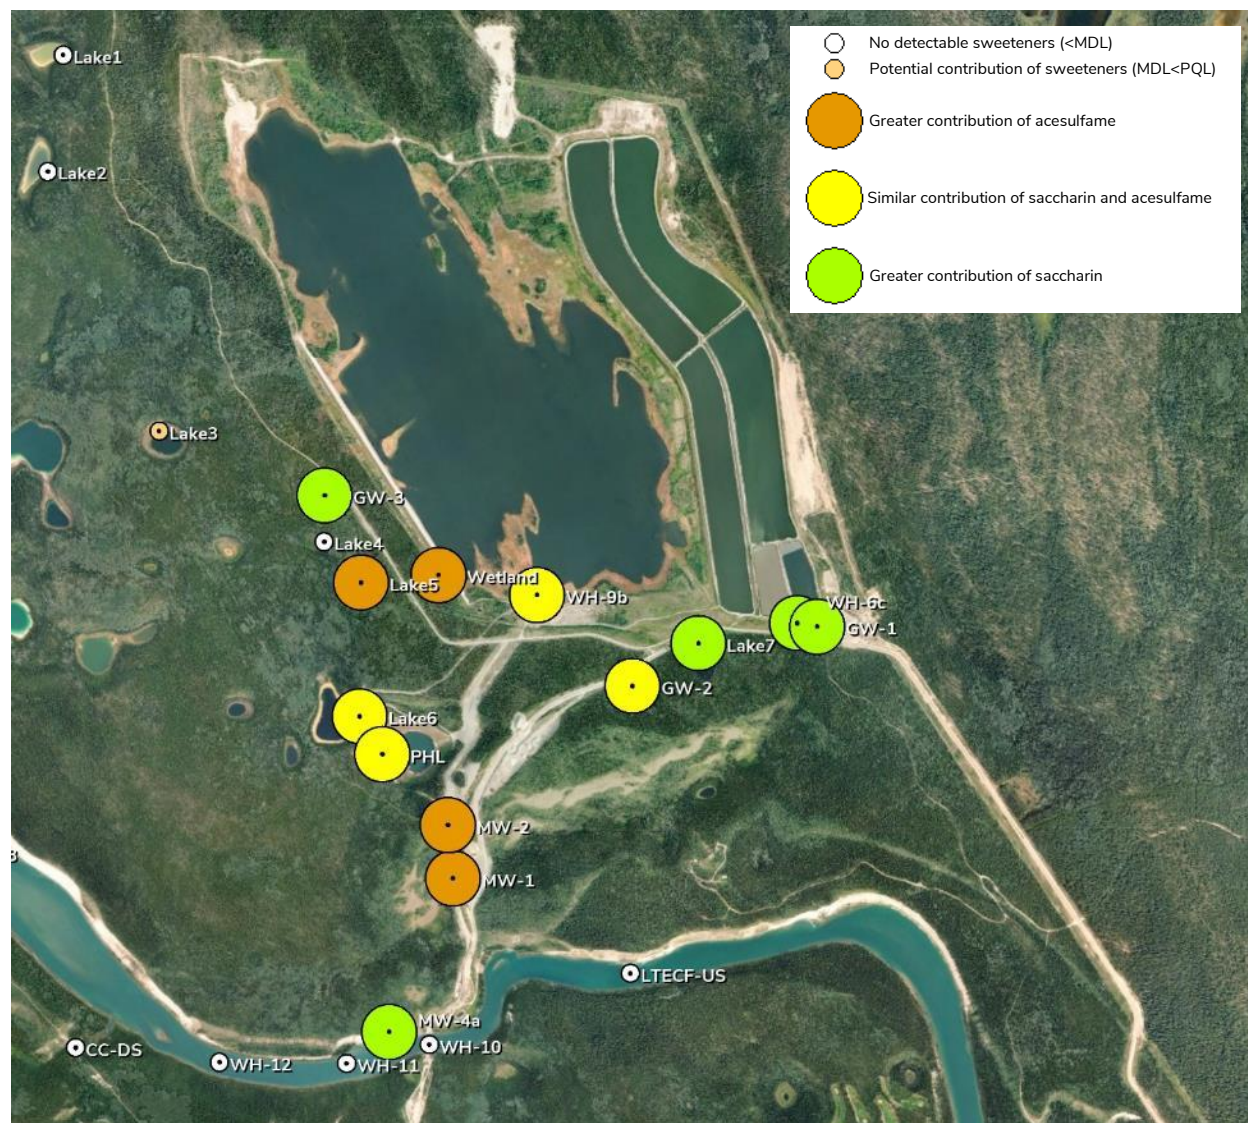 No detectable sweeteners (<MDL)
Potential contribution of sweeteners (MDL<PQL)
Greater contribution of acesulfame
Similar contribution of saccharin and acesulfame
Greater contribution of saccharin
Lake1
Lake2
Lake3
GW-3
Lake4
Lake5
Wetland
WH-9b
WH-6c
GW-1
Lake7
GW-2
Lake6
PHL
MW-2
MW-1
LTECF-US
MW-4a
WH-10
CC-DS
WH-12
WH-11